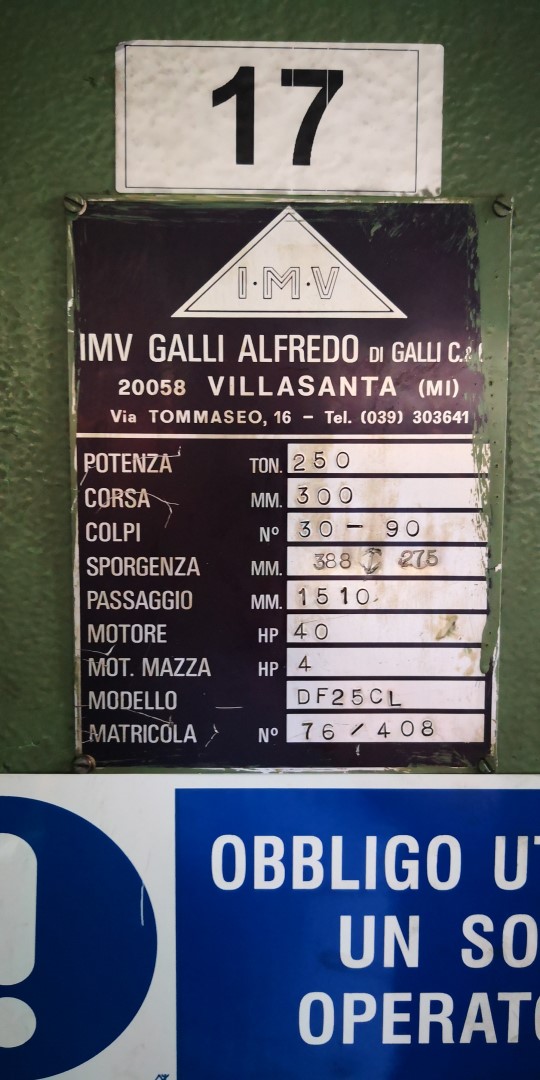 17
I·M·V
IMV GALLI ALFREDO DI GALLI C. &
20058 VILLASANTA (MI)
Via TOMMASEO, 16 - Tel. (039) 303641
POTENZA TON. 250
CORSA MM. 300
COLPI Nº 30 - 90
SPORGENZA MM. 388 275
PASSAGGIO MM. 1510
MOTORE HP 40
MOT. MAZZA HP 4
MODELLO DF25CL
MATRICOLA Nº 76/408
OBBLIGO UT
UN SO
OPERATO